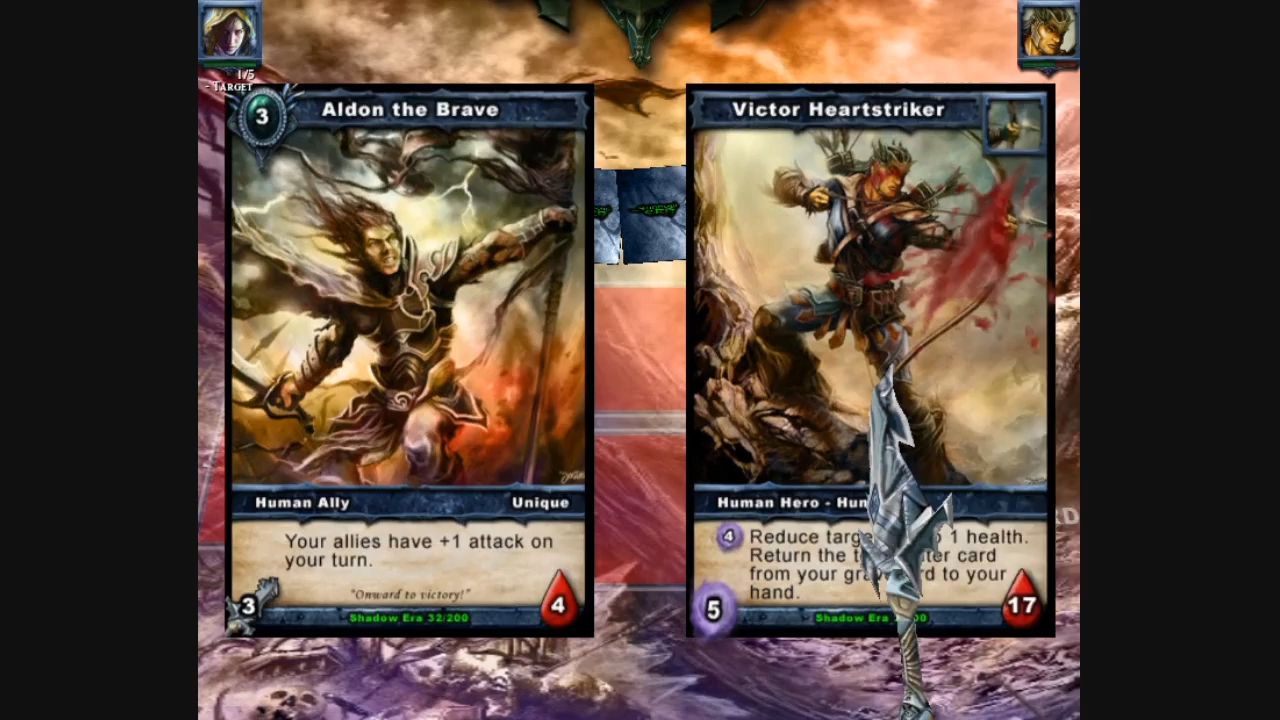 1/5
- Target
3
Aldon the Brave
Victor Heartstriker
Human Ally
Unique
Human Hero - Hun
Your allies have +1 attack on
your turn.
"Onward to victory!"
3
4
Shadow Era 32/200
4
Reduce targe 1 health.
Return the t ter card
from your gra rd to your
hand.
5
17
Shadow Era